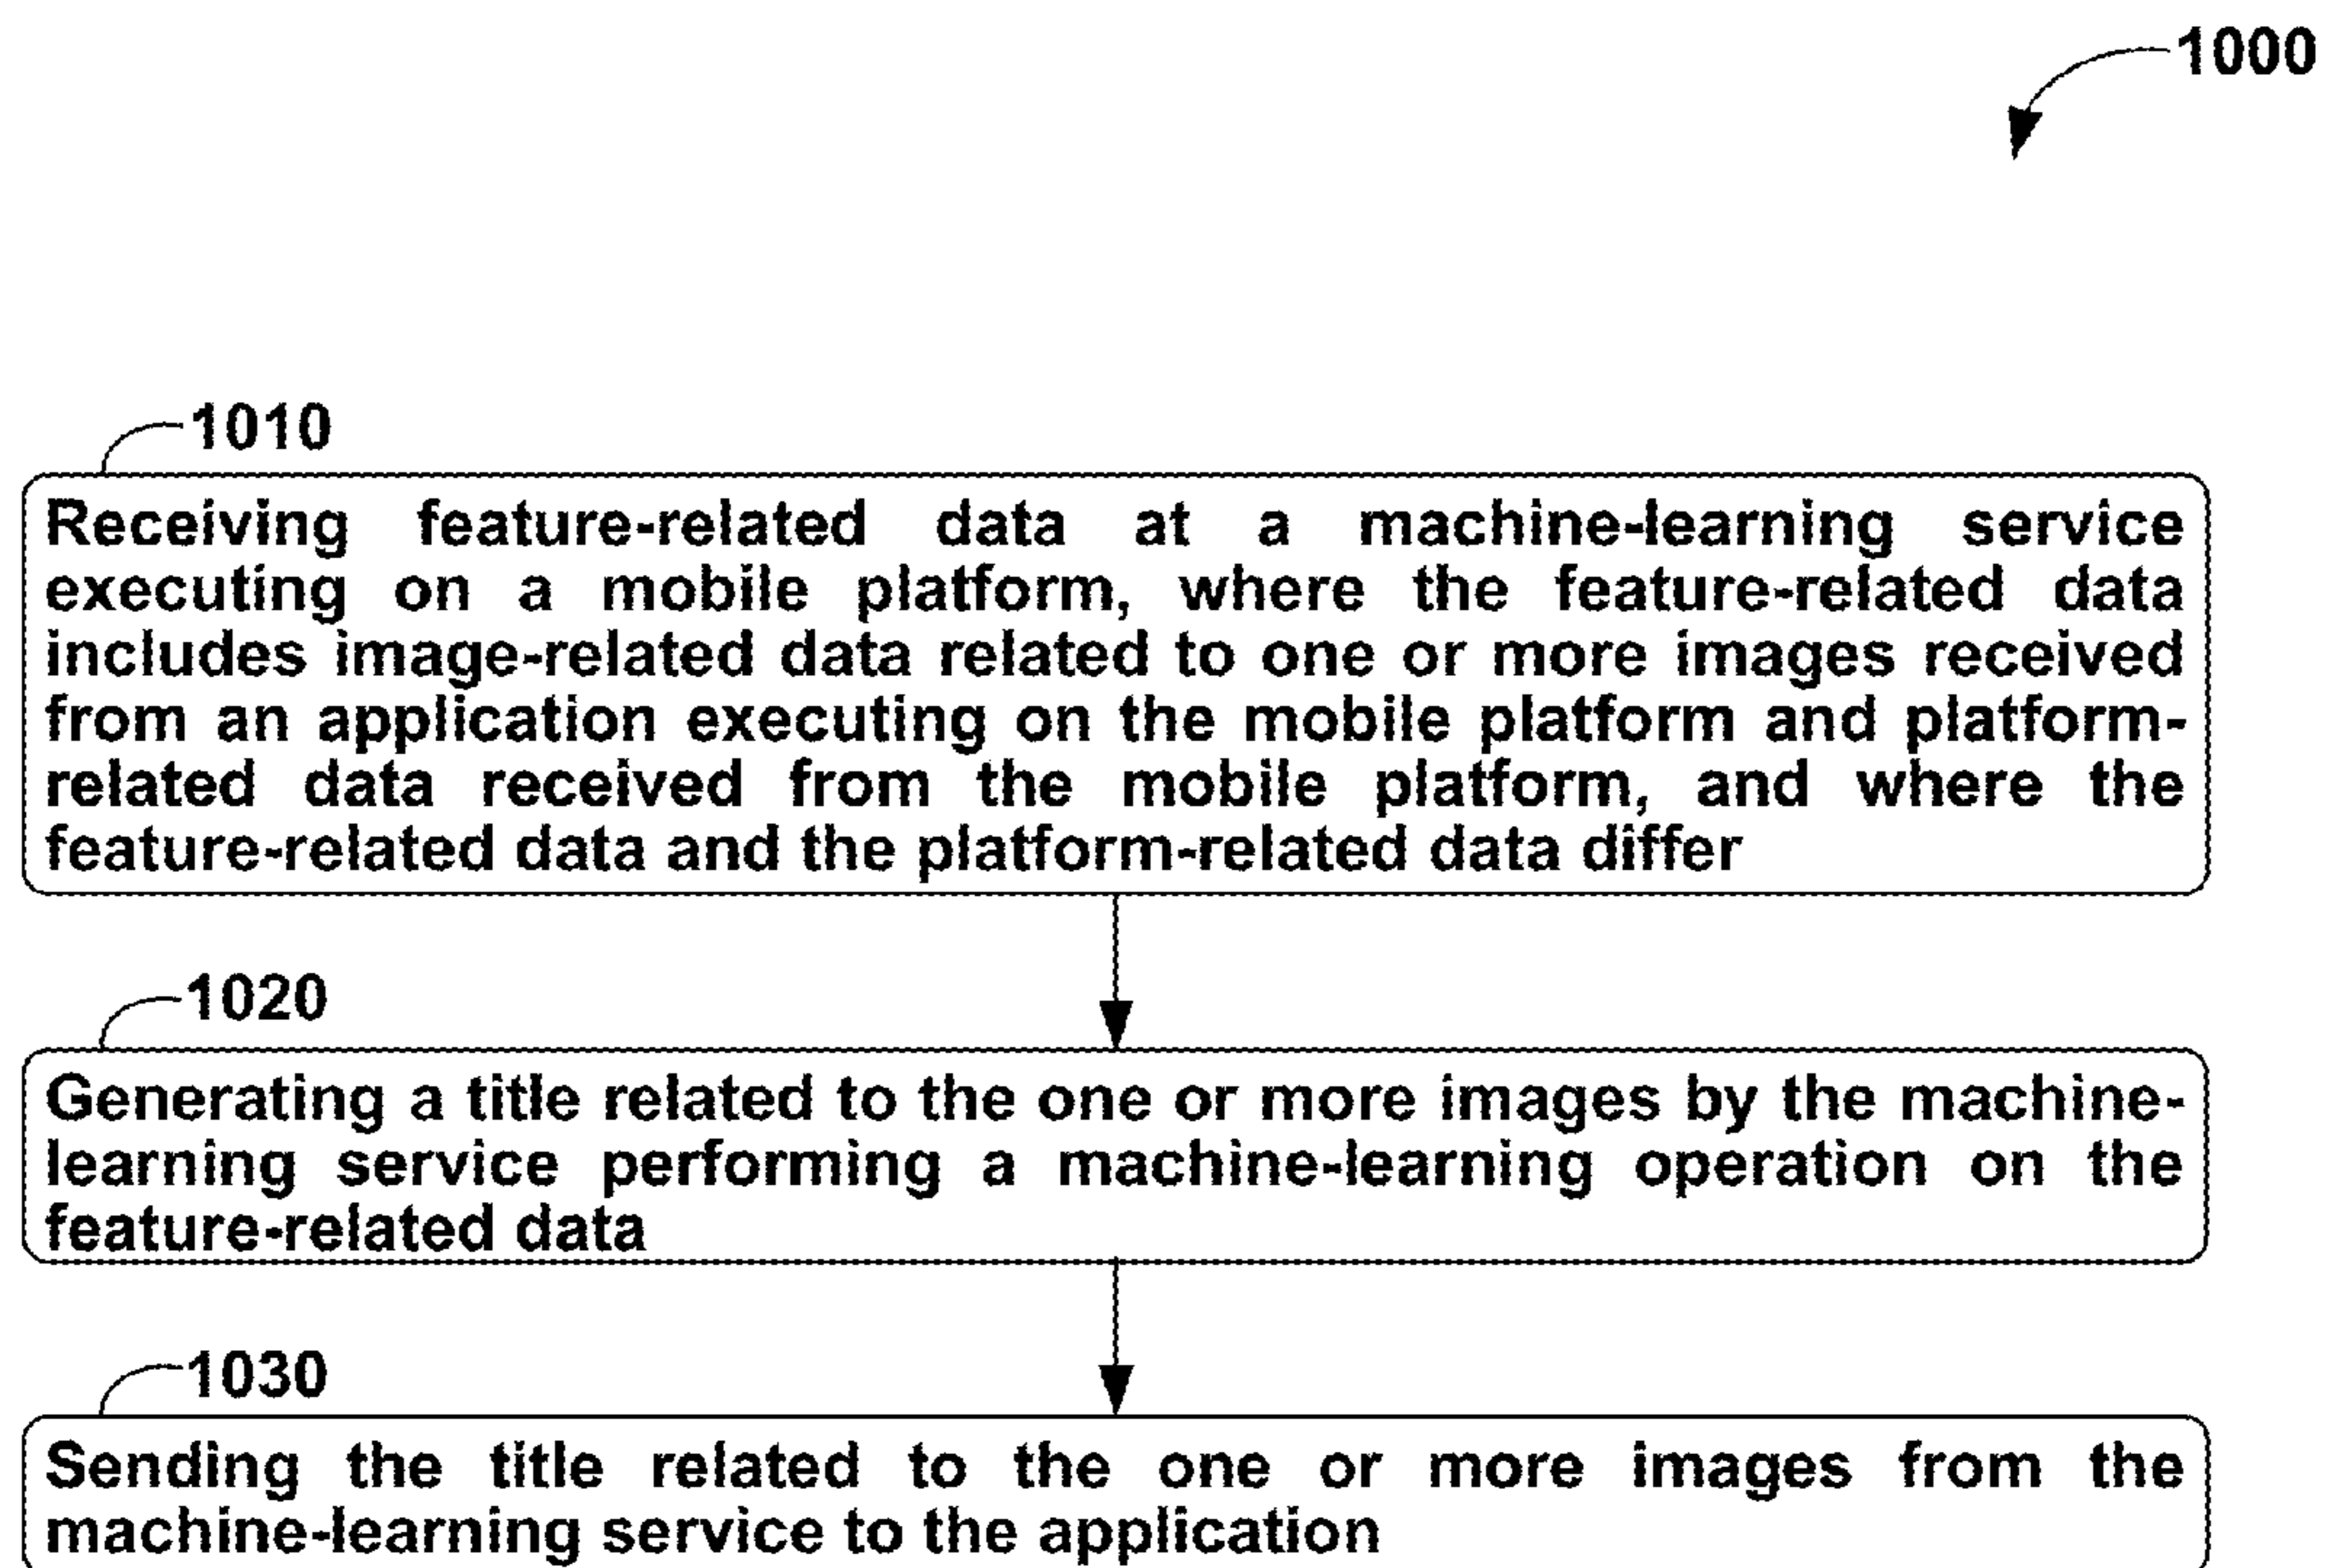 1000
1010
Receiving feature-related data at a machine-learning service
executing on a mobile platform, where the feature-related data
includes image-related data related to one or more images received
from an application executing on the mobile platform and platform-
related data received from the mobile platform, and where the
feature-related data and the platform-related data differ
1020
Generating a title related to the one or more images by the machine-
learning service performing a machine-learning operation on the
feature-related data
1030
Sending the title related to the one or more images from the
machine-learning service to the application